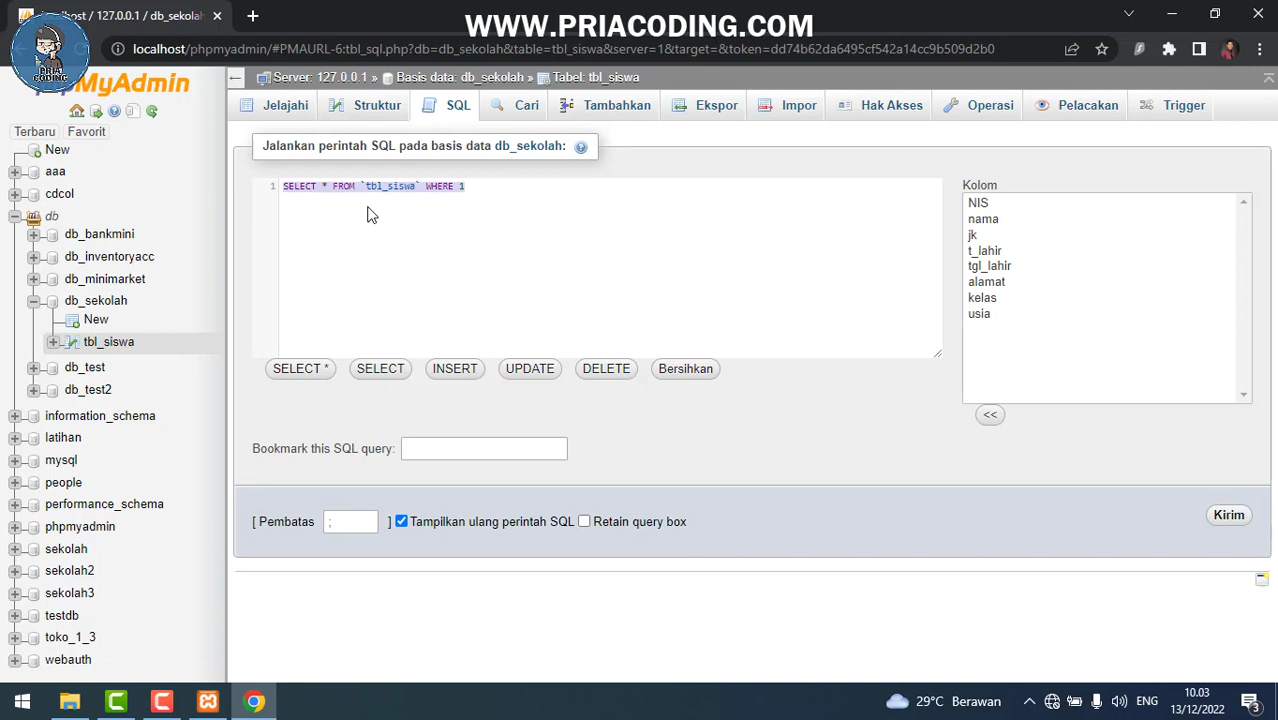 localhost / 127.0.0.1 / db_sekolah
WWW.PRIACODING.COM
localhost/phpmyadmin/#PMAURL-6:tbl_sql.php?db=db_sekolah&table=tbl_siswa&server=1&target=&token=dd74b62da6495cf542a14cc9b509d2b0
PRIA
CODING
MyAdmin
Server: 127.0.0.1 » Basis data: db_sekolah » Tabel: tbl_siswa
Jelajahi Struktur SQL Cari Tambahkan Ekspor Impor Hak Akses Operasi Pelacakan Trigger
Terbaru Favorit
New
aaa
cdcol
db
db_bankmini
db_inventoryacc
db_minimarket
db_sekolah
New
tbl_siswa
db_test
db_test2
information_schema
latihan
mysql
people
performance_schema
phpmyadmin
sekolah
sekolah2
sekolah3
testdb
toko_1_3
webauth
Jalankan perintah SQL pada basis data db_sekolah:
1 SELECT * FROM `tbl_siswa` WHERE 1
Kolom
NIS
nama
jk
t_lahir
tgl_lahir
alamat
kelas
usia
<<
SELECT * SELECT INSERT UPDATE DELETE Bersihkan
Bookmark this SQL query:
[ Pembatas ; ] Tampilkan ulang perintah SQL Retain query box
Kirim
29°C Berawan
ENG
10.03
13/12/2022
3